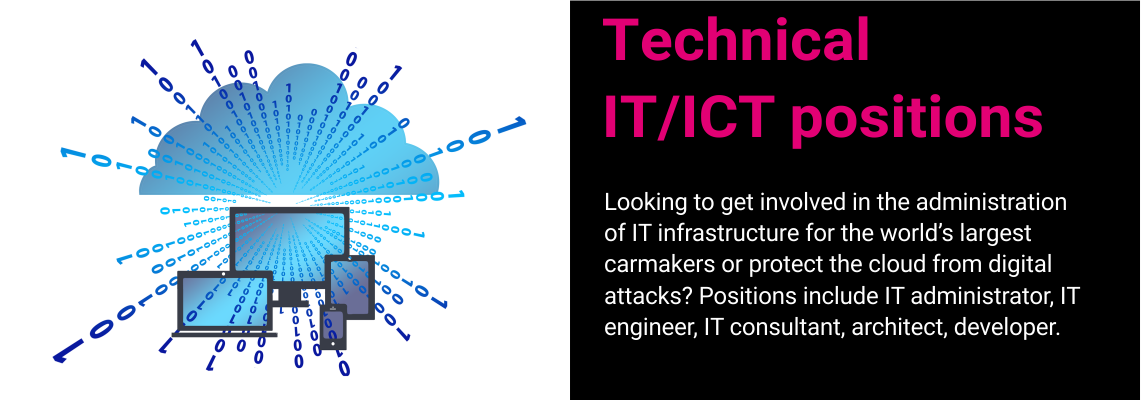 Technical
IT/ICT positions
Looking to get involved in the administration
of IT infrastructure for the world’s largest
carmakers or protect the cloud from digital
attacks? Positions include IT administrator, IT
engineer, IT consultant, architect, developer.